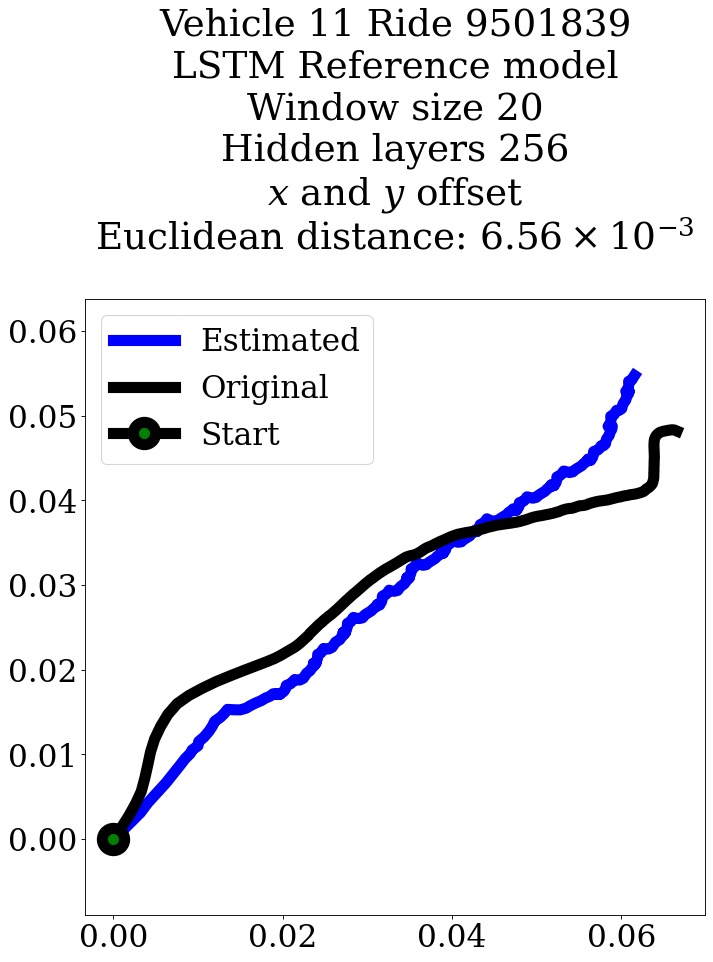 Vehicle 11 Ride 9501839
LSTM Reference model
Window size 20
Hidden layers 256
x and y offset
Euclidean distance: 6.56 × 10⁻³
Estimated
Original
Start
0.06
0.05
0.04
0.03
0.02
0.01
0.00
0.00 0.02 0.04 0.06